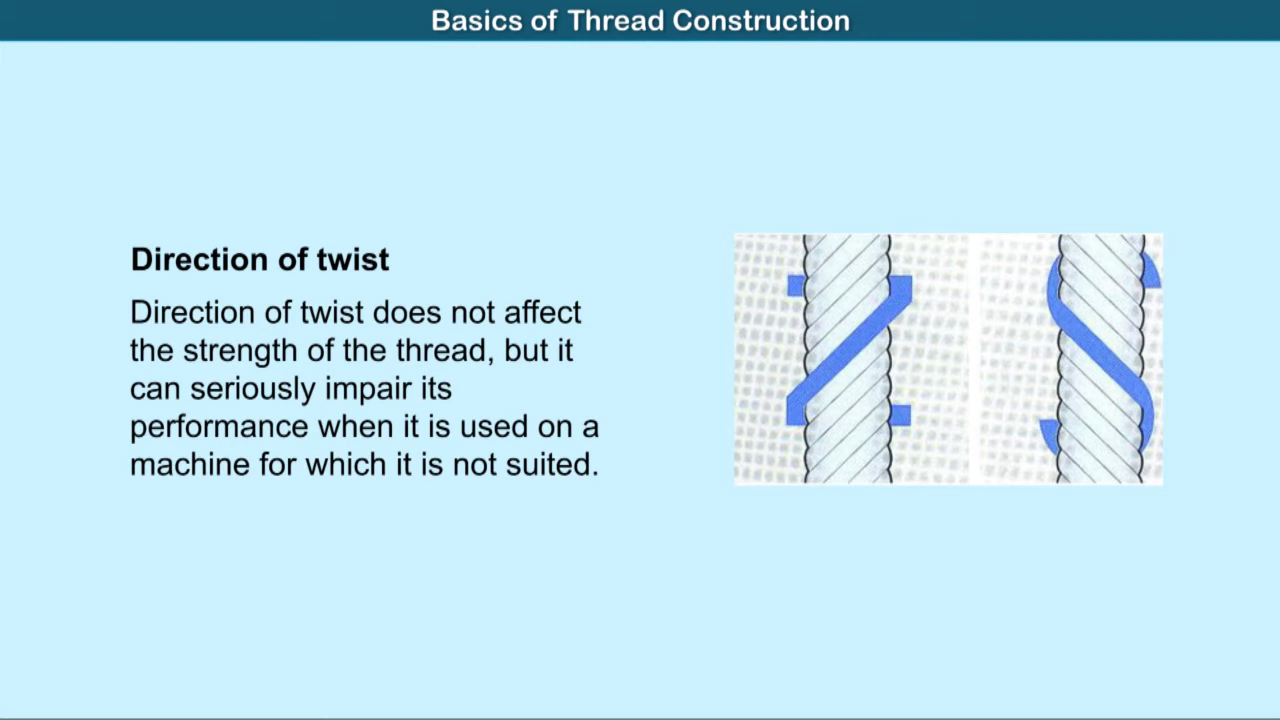 Basics of Thread Construction
Direction of twist
Direction of twist does not affect
the strength of the thread, but it
can seriously impair its
performance when it is used on a
machine for which it is not suited.
Z
S